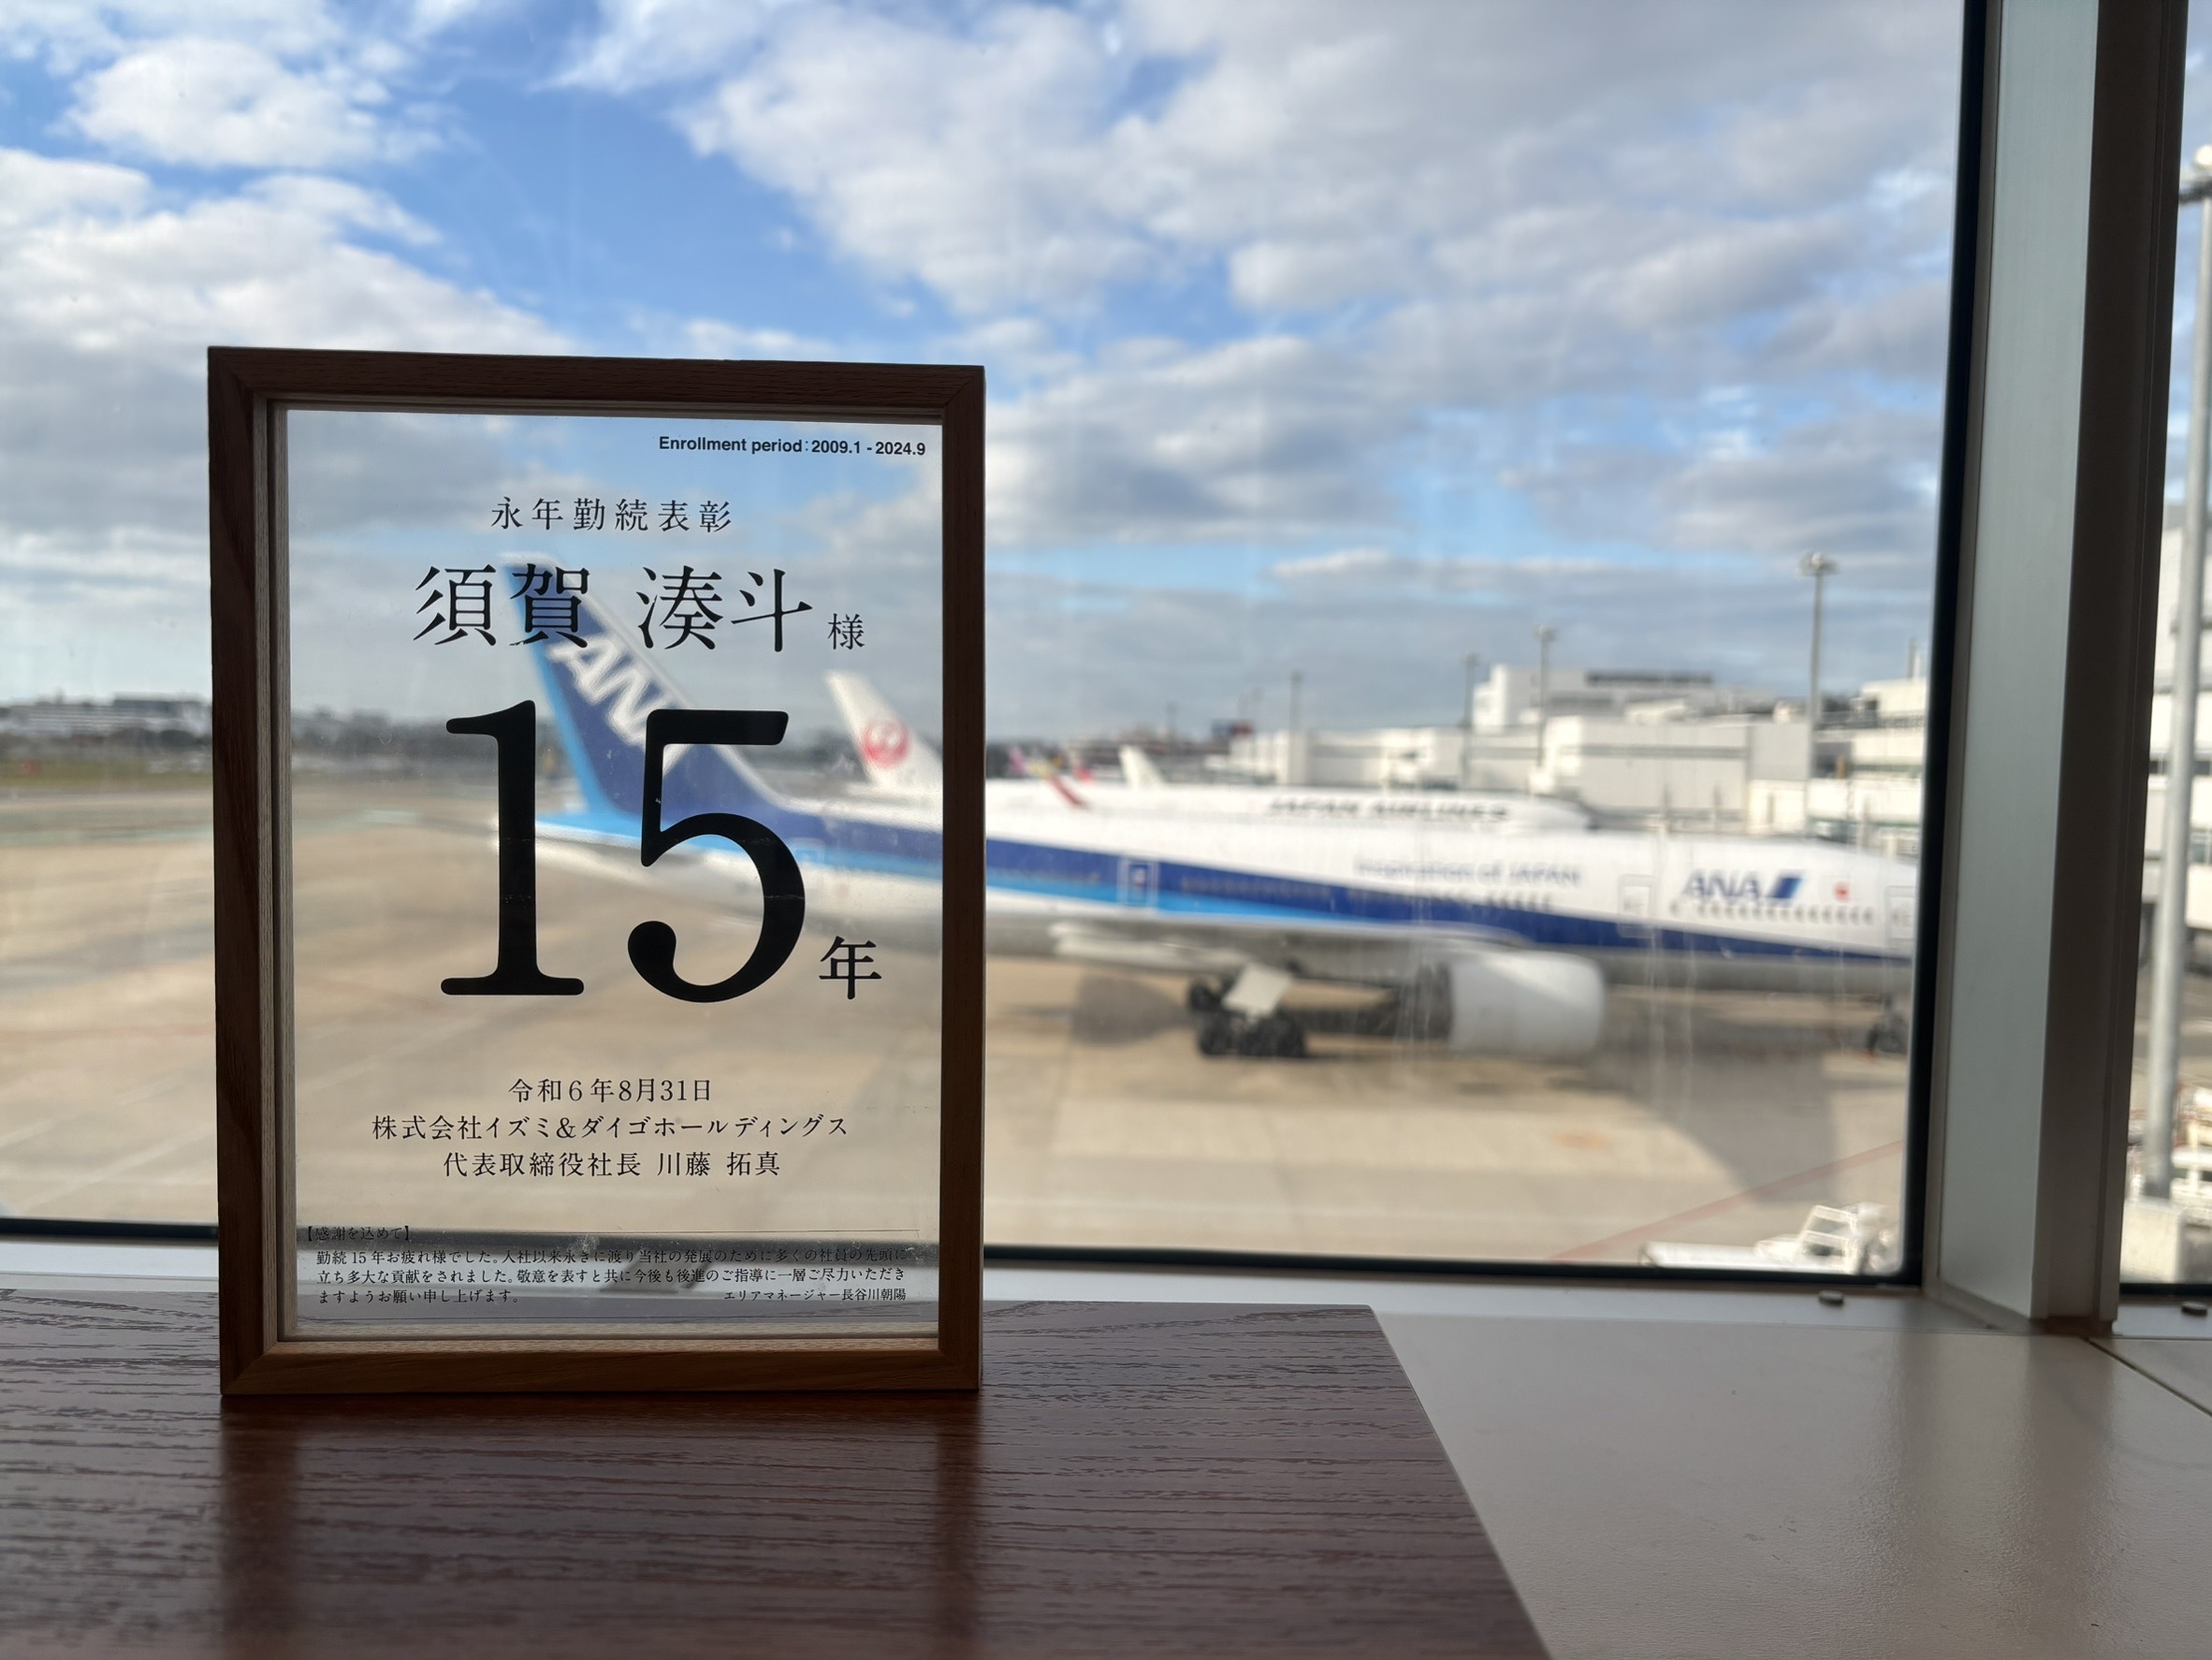 Enrollment period:2009.1 - 2024.9
永年勤続表彰
須賀 湊斗 様
15年
令和6年8月31日
株式会社イズミ&ダイゴホールディングス
代表取締役社長 川藤 拓真
【感謝を込めて】
勤続15年お疲れ様でした。入社以来永きに渡り当社の発展のために多くの社員の先頭に
立ち多大な貢献をされました。敬意を表すと共に今後も後進のご指導に一層ご尽力いただき
ますようお願い申し上げます。
エリアマネージャー長谷川朝陽
ANA
JAPAN AIRLINES
Inspiration of JAPAN
ANA